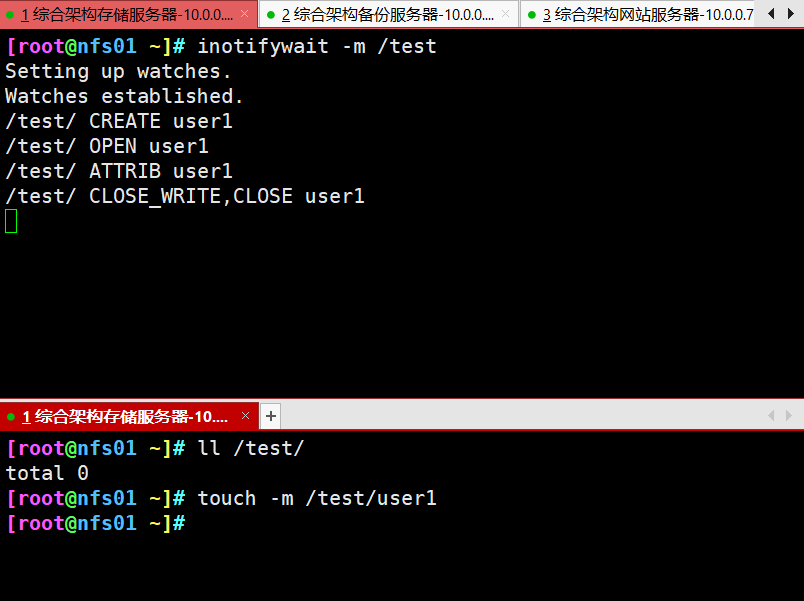 1 综合架构存储服务器-10.0.0.... × 2 综合架构备份服务器-10.0.0.... × 3 综合架构网站服务器-10.0.0.7
[root@nfs01 ~]# inotifywait -m /test
Setting up watches.
Watches established.
/test/ CREATE user1
/test/ OPEN user1
/test/ ATTRIB user1
/test/ CLOSE_WRITE,CLOSE user1
1 综合架构存储服务器-10.... × +
[root@nfs01 ~]# ll /test/
total 0
[root@nfs01 ~]# touch -m /test/user1
[root@nfs01 ~]#